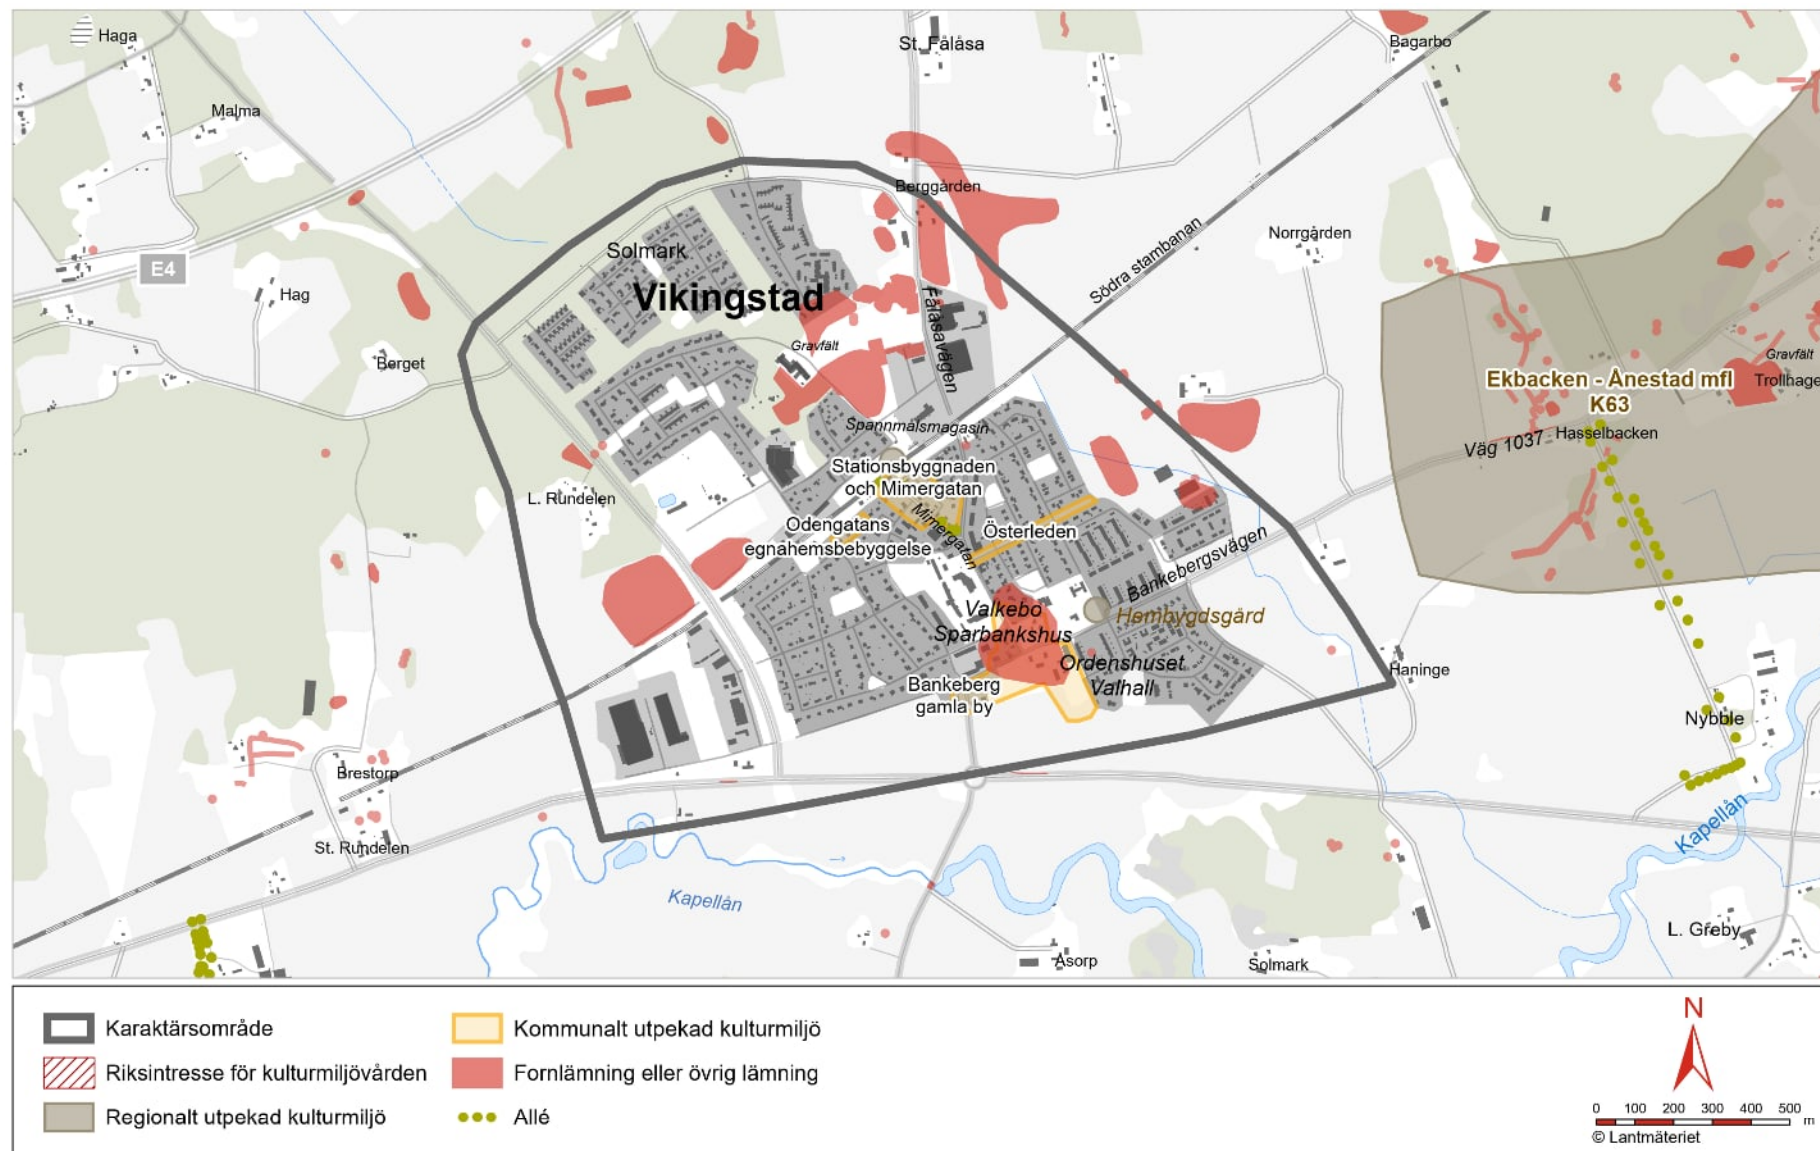 Haga
St. Fålåsa
Bagarbo
Malma
Berggården
Norrgården
Solmark
E4
Södra stambanan
Hag
Vikingstad
Fålåsavägen
Gravfält
Gravfält
Berget
Ekbacken - Ånestad mfl
K63
Trollhage
Spannmålsmagasin
Väg 1037
Hasselbacken
Stationsbyggnaden
och Mimergatan
L. Rundelen
Mimergatan
Odengatans
egnahemsbebyggelse
Österleden
Bankebergsvägen
Valkebo
Sparbankshus
Hembygdsgård
Ordenshuset
Valhall
Bankeberg
gamla by
Haninge
Nybble
Brestorp
St. Rundelen
Kapellån
Kapellån
L. Greby
Åsorp
Solmark
Karaktärsområde
Riksintresse för kulturmiljövården
Regionalt utpekad kulturmiljö
Kommunalt utpekad kulturmiljö
Fornlämning eller övrig lämning
Allé
N
0 100 200 300 400 500
m
© Lantmäteriet